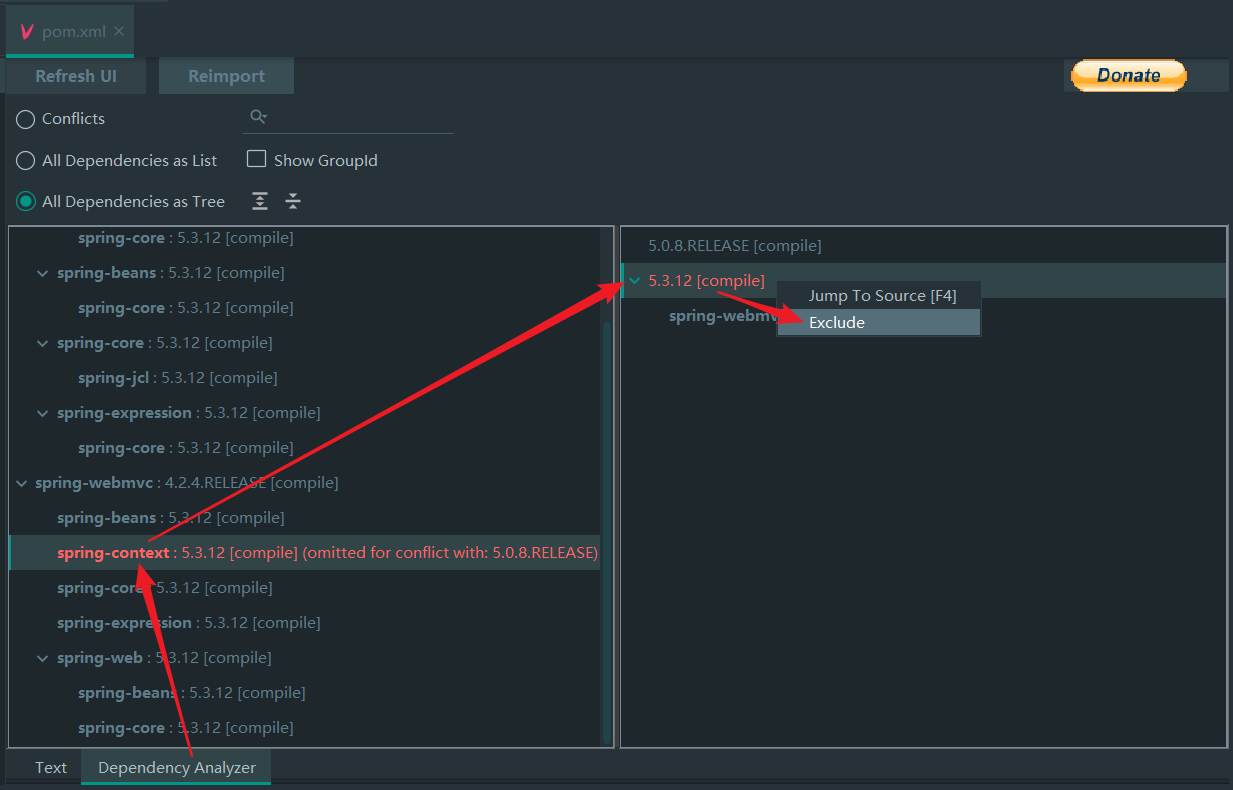 pom.xml
Refresh UI
Reimport
Donate
Conflicts
All Dependencies as List
Show GroupId
All Dependencies as Tree
spring-core : 5.3.12 [compile]
spring-beans : 5.3.12 [compile]
spring-core : 5.3.12 [compile]
spring-core : 5.3.12 [compile]
spring-jcl : 5.3.12 [compile]
spring-expression : 5.3.12 [compile]
spring-core : 5.3.12 [compile]
spring-webmvc : 4.2.4.RELEASE [compile]
spring-beans : 5.3.12 [compile]
spring-context : 5.3.12 [compile] (omitted for conflict with: 5.0.8.RELEASE)
spring-core : 5.3.12 [compile]
spring-expression : 5.3.12 [compile]
spring-web : 5.3.12 [compile]
spring-beans : 5.3.12 [compile]
spring-core : 5.3.12 [compile]
5.0.8.RELEASE [compile]
5.3.12 [compile]
spring-webmv
Jump To Source [F4]
Exclude
Text
Dependency Analyzer